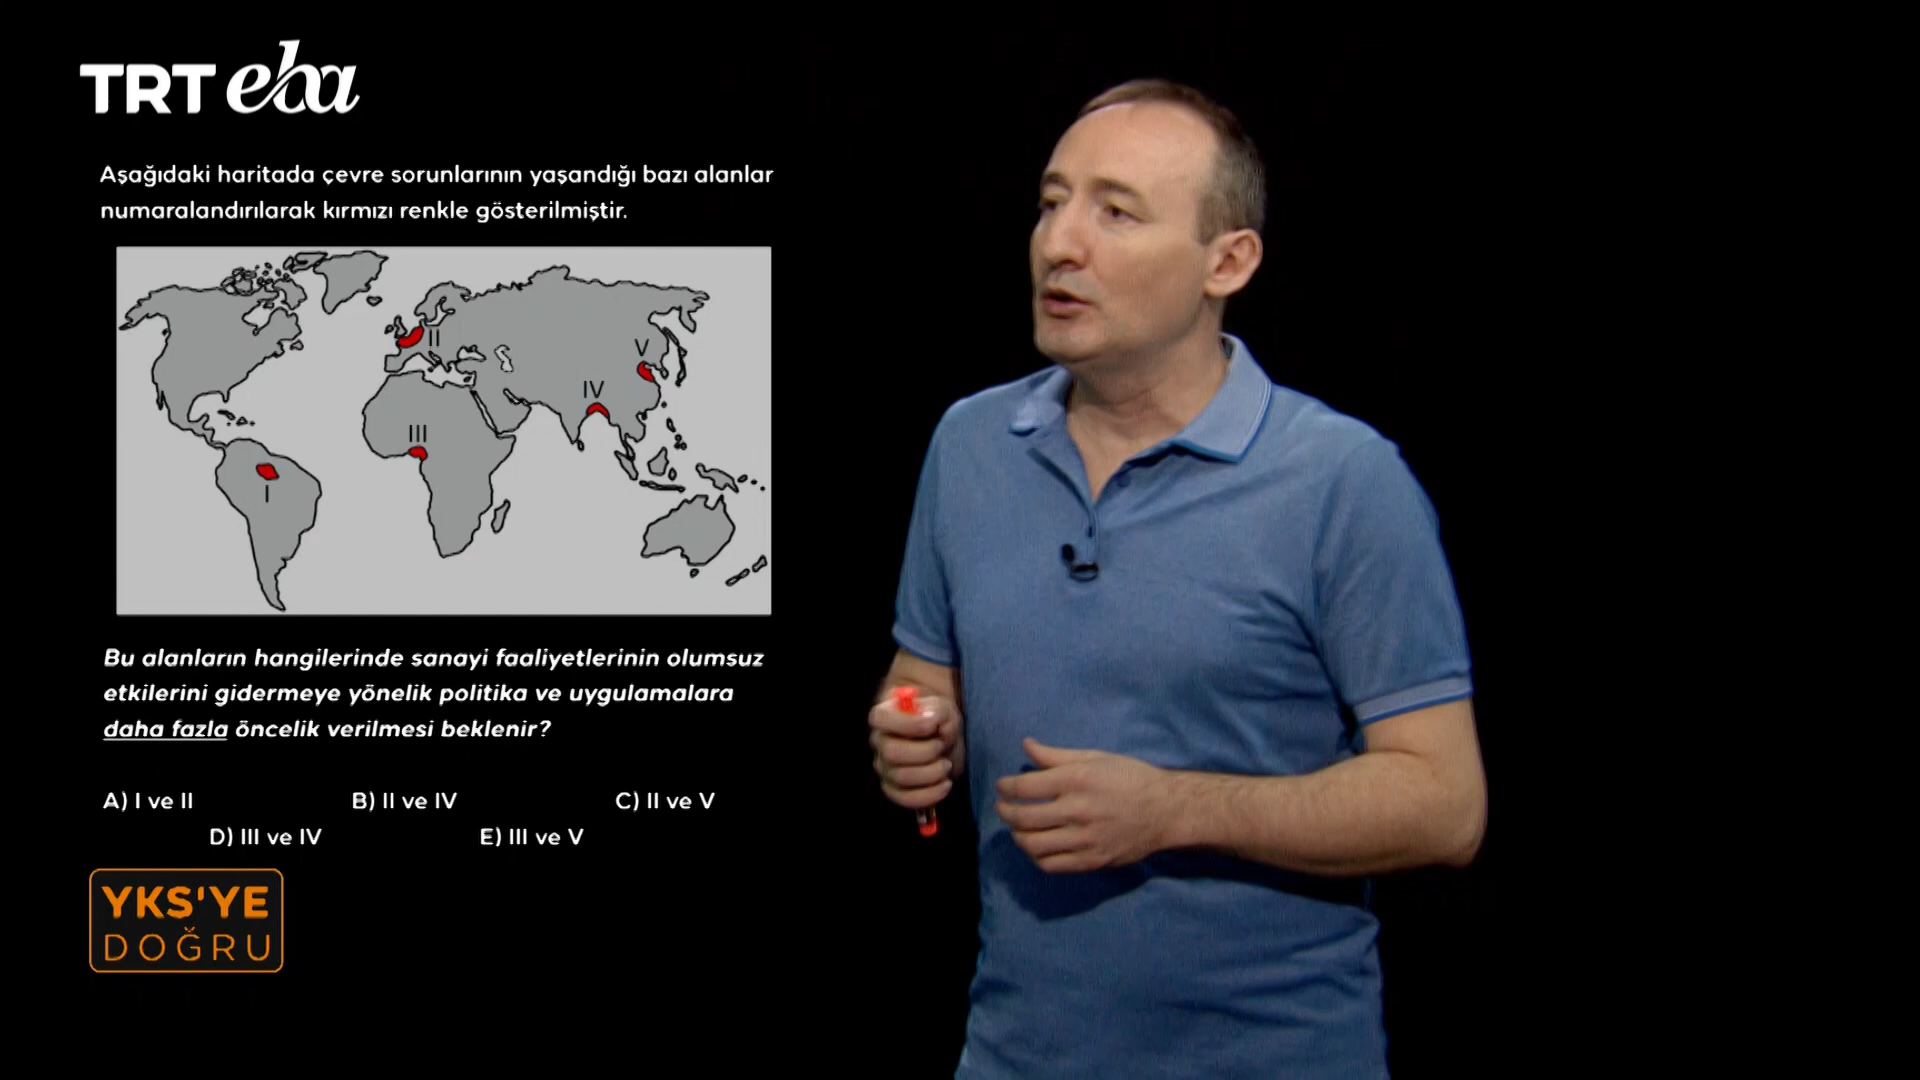 TRT eba
Aşağıdaki haritada çevre sorunlarının yaşandığı bazı alanlar
numaralandırılarak kırmızı renkle gösterilmiştir.
II
V
IV
III
I
Bu alanların hangilerinde sanayi faaliyetlerinin olumsuz
etkilerini gidermeye yönelik politika ve uygulamalara
daha fazla öncelik verilmesi beklenir?
A) I ve II B) II ve IV C) II ve V
D) III ve IV E) III ve V
YKS'YE
DOĞRU